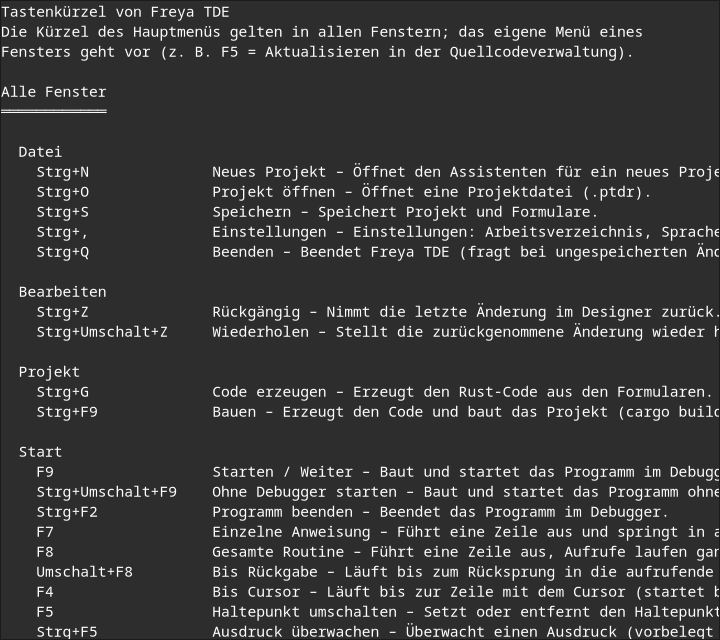 Tastenkürzel von Freya TDE
Die Kürzel des Hauptmenüs gelten in allen Fenstern; das eigene Menü eines
Fensters geht vor (z. B. F5 = Aktualisieren in der Quellcodeverwaltung).
Alle Fenster
Datei
Strg+N Neues Projekt – Öffnet den Assistenten für ein neues
Strg+O Projekt öffnen – Öffnet eine Projektdatei (.ptdr).
Strg+S Speichern – Speichert Projekt und Formulare.
Strg+, Einstellungen – Einstellungen: Arbeitsverzeichnis,
Strg+Q Beenden – Beendet Freya TDE (fragt bei ungespeicherten
Bearbeiten
Strg+Z Rückgängig – Nimmt die letzte Änderung im Designer zurück.
Strg+Umschalt+Z Wiederholen – Stellt die zurückgenommene Änderung wieder
Projekt
Strg+G Code erzeugen – Erzeugt den Rust-Code aus den Formularen.
Strg+F9 Bauen – Erzeugt den Code und baut das Projekt (cargo
Start
F9 Starten / Weiter – Baut und startet das Programm im
Strg+Umschalt+F9 Ohne Debugger starten – Baut und startet das Programm
Strg+F2 Programm beenden – Beendet das Programm im Debugger.
F7 Einzelne Anweisung – Führt eine Zeile aus und springt in
F8 Gesamte Routine – Führt eine Zeile aus, Aufrufe laufen
Umschalt+F8 Bis Rückgabe – Läuft bis zum Rücksprung in die aufrufende
F4 Bis Cursor – Läuft bis zur Zeile mit dem Cursor (startet
F5 Haltepunkt umschalten – Setzt oder entfernt den
Strg+F5 Ausdruck überwachen – Überwacht einen Ausdruck